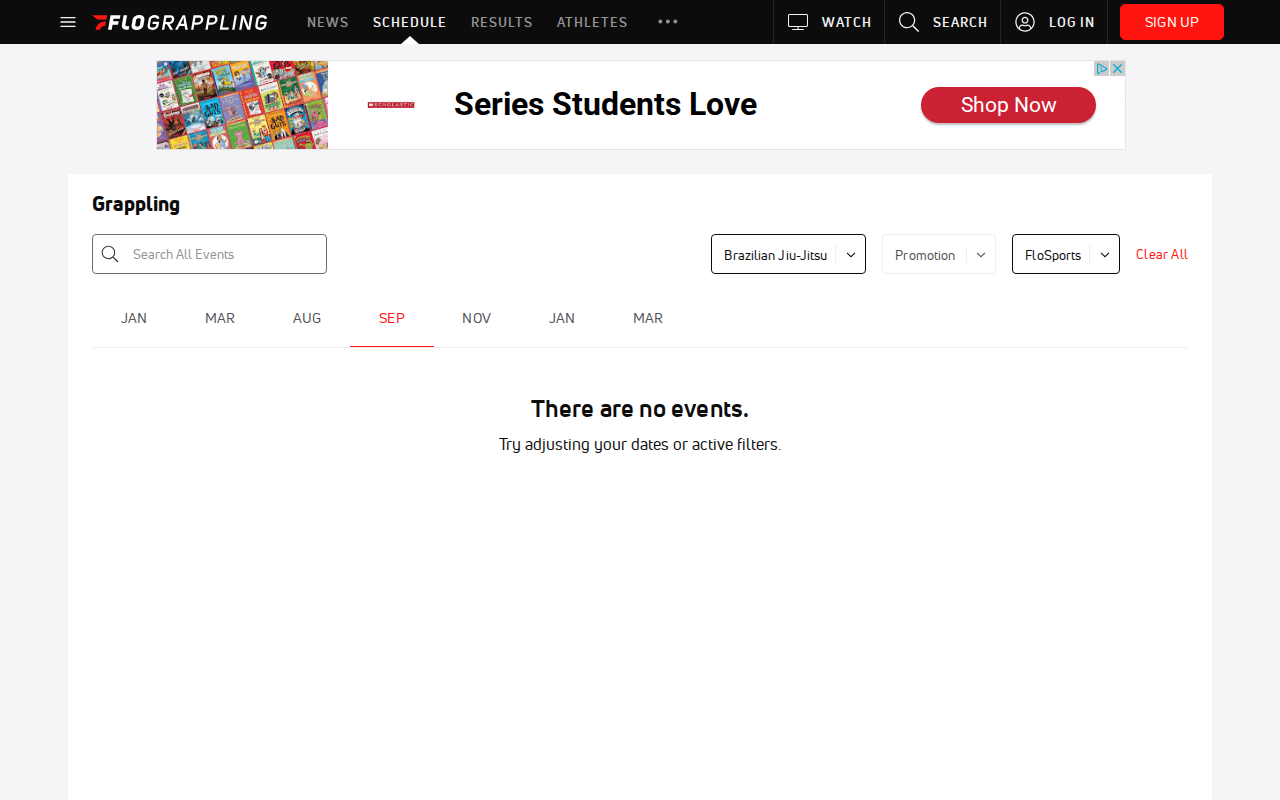 FLOGRAPPLING
NEWS
SCHEDULE
RESULTS
ATHLETES
•••
WATCH
SEARCH
LOG IN
SIGN UP
SCHOLASTIC
Series Students Love
Shop Now
Grappling
Search All Events
Brazilian Jiu-Jitsu
Promotion
FloSports
Clear All
JAN
MAR
AUG
SEP
NOV
JAN
MAR
There are no events.
Try adjusting your dates or active filters.